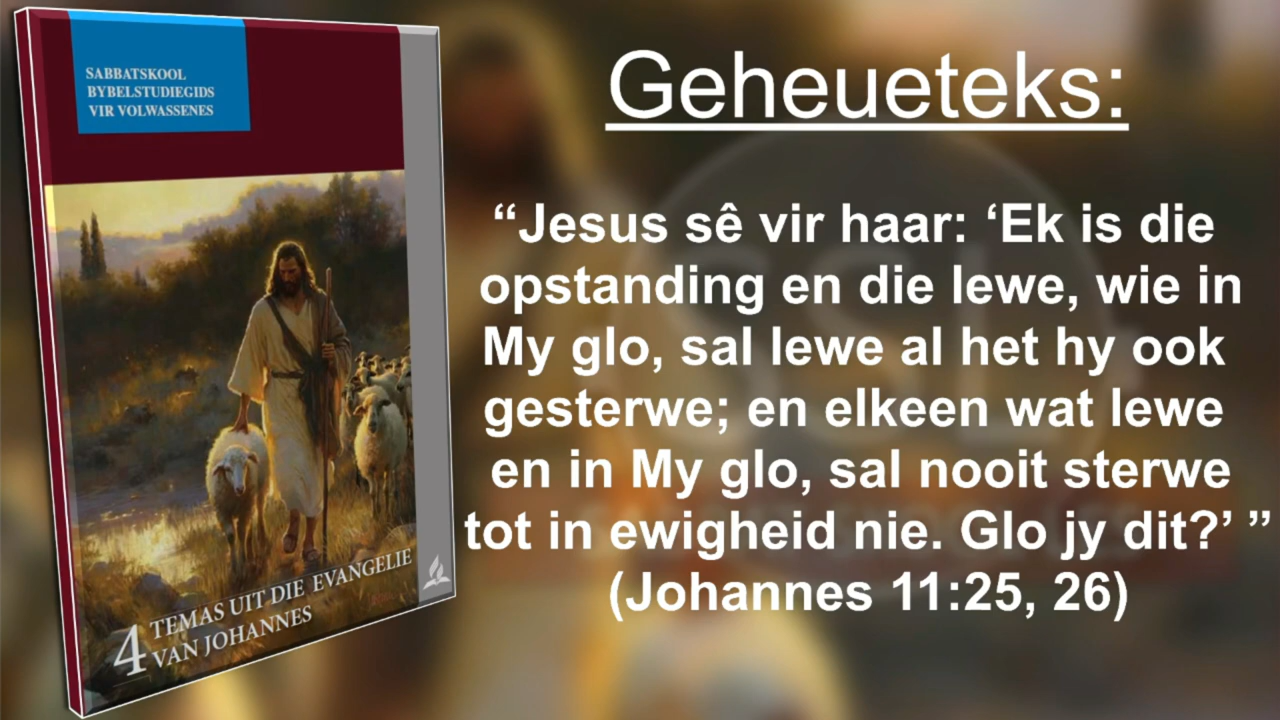 SABBATSKOOL
BYBELSTUDIEGIDS
VIR VOLWASSENES
4 TEMAS UIT DIE EVANGELIE
VAN JOHANNES
Geheueteks:
“Jesus sê vir haar: ‘Ek is die
opstanding en die lewe, wie in
My glo, sal lewe al het hy ook
gesterwe; en elkeen wat lewe
en in My glo, sal nooit sterwe
tot in ewigheid nie. Glo jy dit?’ ”
(Johannes 11:25, 26)